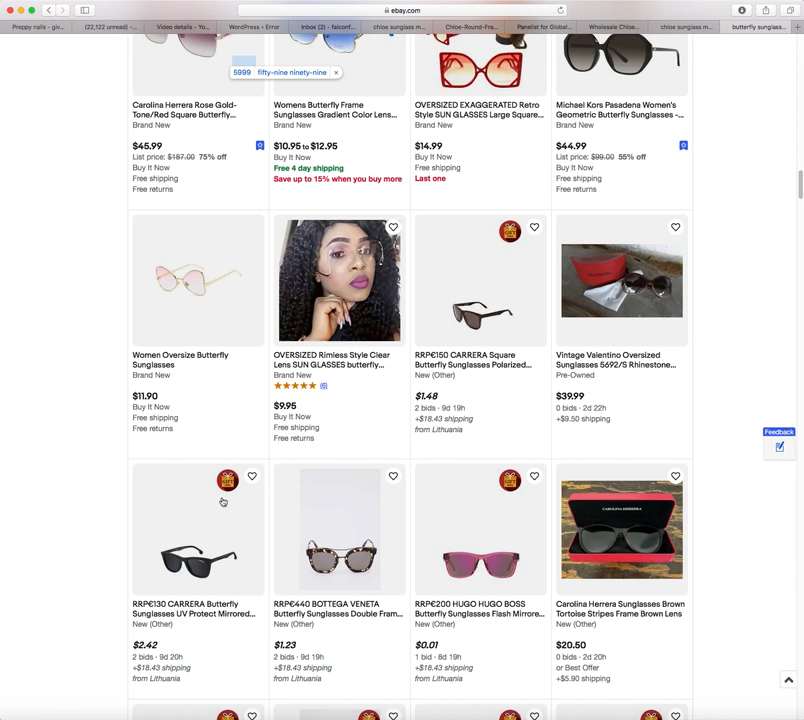 ebay.com
Preppy nails - giv...
(22,122 unread) -...
Video details - Yo...
WordPress › Error
Inbox (2) - falconf...
chloe sunglass m...
Chloe-Round-Fra...
Panelist for Global...
Wholesale Chloe...
chloe sunglass m...
butterfly sunglass...
5999 fifty-nine ninety-nine ×
Carolina Herrera Rose Gold-
Tone/Red Square Butterfly...
Brand New
$45.99
List price: $187.00 75% off
Buy It Now
Free shipping
Free returns
Womens Butterfly Frame
Sunglasses Gradient Color Lens...
Brand New
$10.95 to $12.95
Buy It Now
Free 4 day shipping
Save up to 15% when you buy more
OVERSIZED EXAGGERATED Retro
Style SUN GLASSES Large Square...
Brand New
$14.99
Buy It Now
Free shipping
Last one
Michael Kors Pasadena Women's
Geometric Butterfly Sunglasses -...
Brand New
$44.99
List price: $99.00 55% off
Buy It Now
Free shipping
Free returns
Women Oversize Butterfly
Sunglasses
Brand New
$11.90
Buy It Now
Free shipping
Free returns
OVERSIZED Rimless Style Clear
Lens SUN GLASSES butterfly...
Brand New
(6)
$9.95
Buy It Now
Free shipping
Free returns
GIFT
RRP€150 CARRERA Square
Butterfly Sunglasses Polarized...
New (Other)
$1.48
2 bids · 9d 19h
+$18.43 shipping
from Lithuania
Vintage Valentino Oversized
Sunglasses 5692/S Rhinestone...
Pre-Owned
$39.99
0 bids · 2d 22h
+$9.50 shipping
Feedback
GIFT
RRP€130 CARRERA Butterfly
Sunglasses UV Protect Mirrored...
New (Other)
$2.42
2 bids · 9d 20h
+$18.43 shipping
from Lithuania
RRP€440 BOTTEGA VENETA
Butterfly Sunglasses Double Fram...
New (Other)
$1.23
2 bids · 9d 19h
+$18.43 shipping
from Lithuania
GIFT
RRP€200 HUGO HUGO BOSS
Butterfly Sunglasses Flash Mirrore...
New (Other)
$0.01
1 bid · 8d 19h
+$18.43 shipping
from Lithuania
CAROLINA HERRERA
Carolina Herrera Sunglasses Brown
Tortoise Stripes Frame Brown Lens
New (Other)
$20.50
0 bids · 2d 20h
or Best Offer
+$5.90 shipping